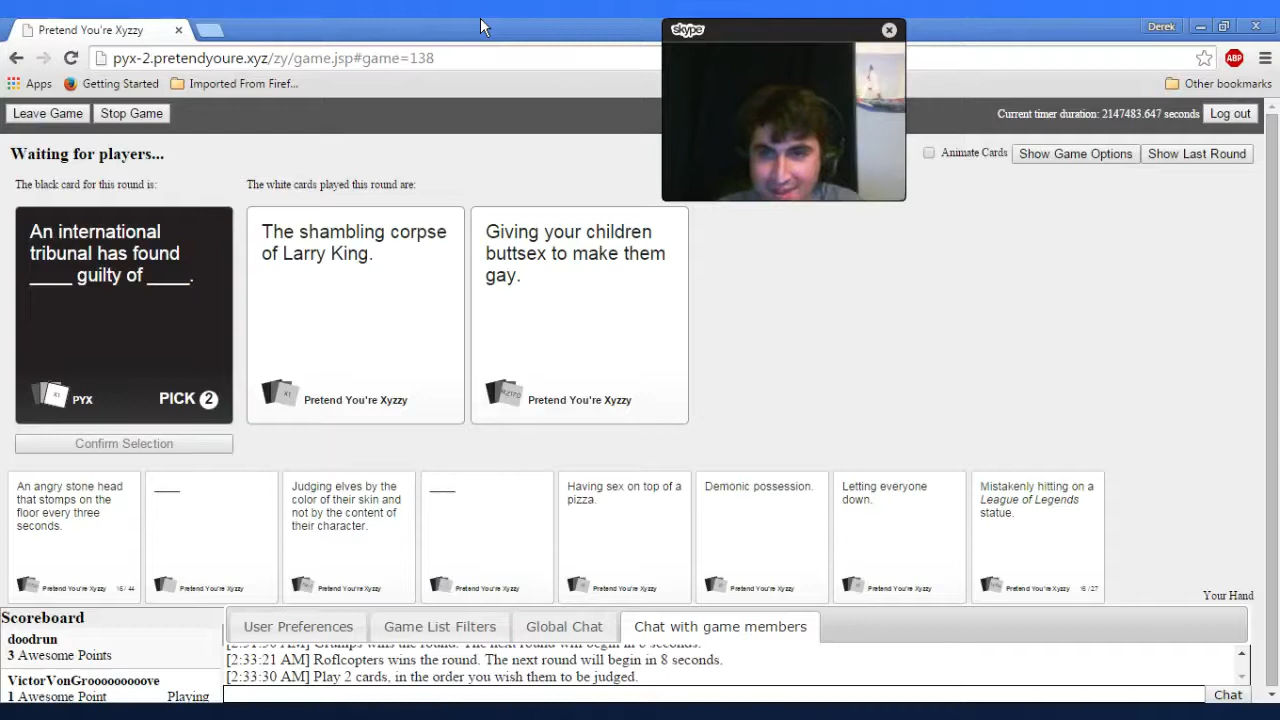 Pretend You're Xyzzy
Derek
pyx-2.pretendyoure.xyz/zy/game.jsp#game=138
ABP
Apps
Getting Started
Imported From Firef...
Other bookmarks
skype
Leave Game
Stop Game
Current timer duration: 2147483.647 seconds
Log out
Waiting for players...
Animate Cards
Show Game Options
Show Last Round
The black card for this round is:
The white cards played this round are:
An international
tribunal has found
____ guilty of ____.
PYX
PICK 2
The shambling corpse
of Larry King.
Pretend You're Xyzzy
Giving your children
buttsex to make them
gay.
Pretend You're Xyzzy
Confirm Selection
An angry stone head
that stomps on the
floor every three
seconds.
Pretend You're Xyzzy
____
Pretend You're Xyzzy
Judging elves by the
color of their skin and
not by the content of
their character.
Pretend You're Xyzzy
____
Pretend You're Xyzzy
Having sex on top of a
pizza.
Pretend You're Xyzzy
Demonic possession.
Pretend You're Xyzzy
Letting everyone
down.
Pretend You're Xyzzy
Mistakenly hitting on a
League of Legends
statue.
Pretend You're Xyzzy
Your Hand
Scoreboard
doodrun
3 Awesome Points
VictorVonGrooooooooove
1 Awesome Point
Playing
User Preferences
Game List Filters
Global Chat
Chat with game members
[2:33:21 AM] Roflcopters wins the round. The next round will begin in 8 seconds.
[2:33:30 AM] Play 2 cards, in the order you wish them to be judged.
Chat